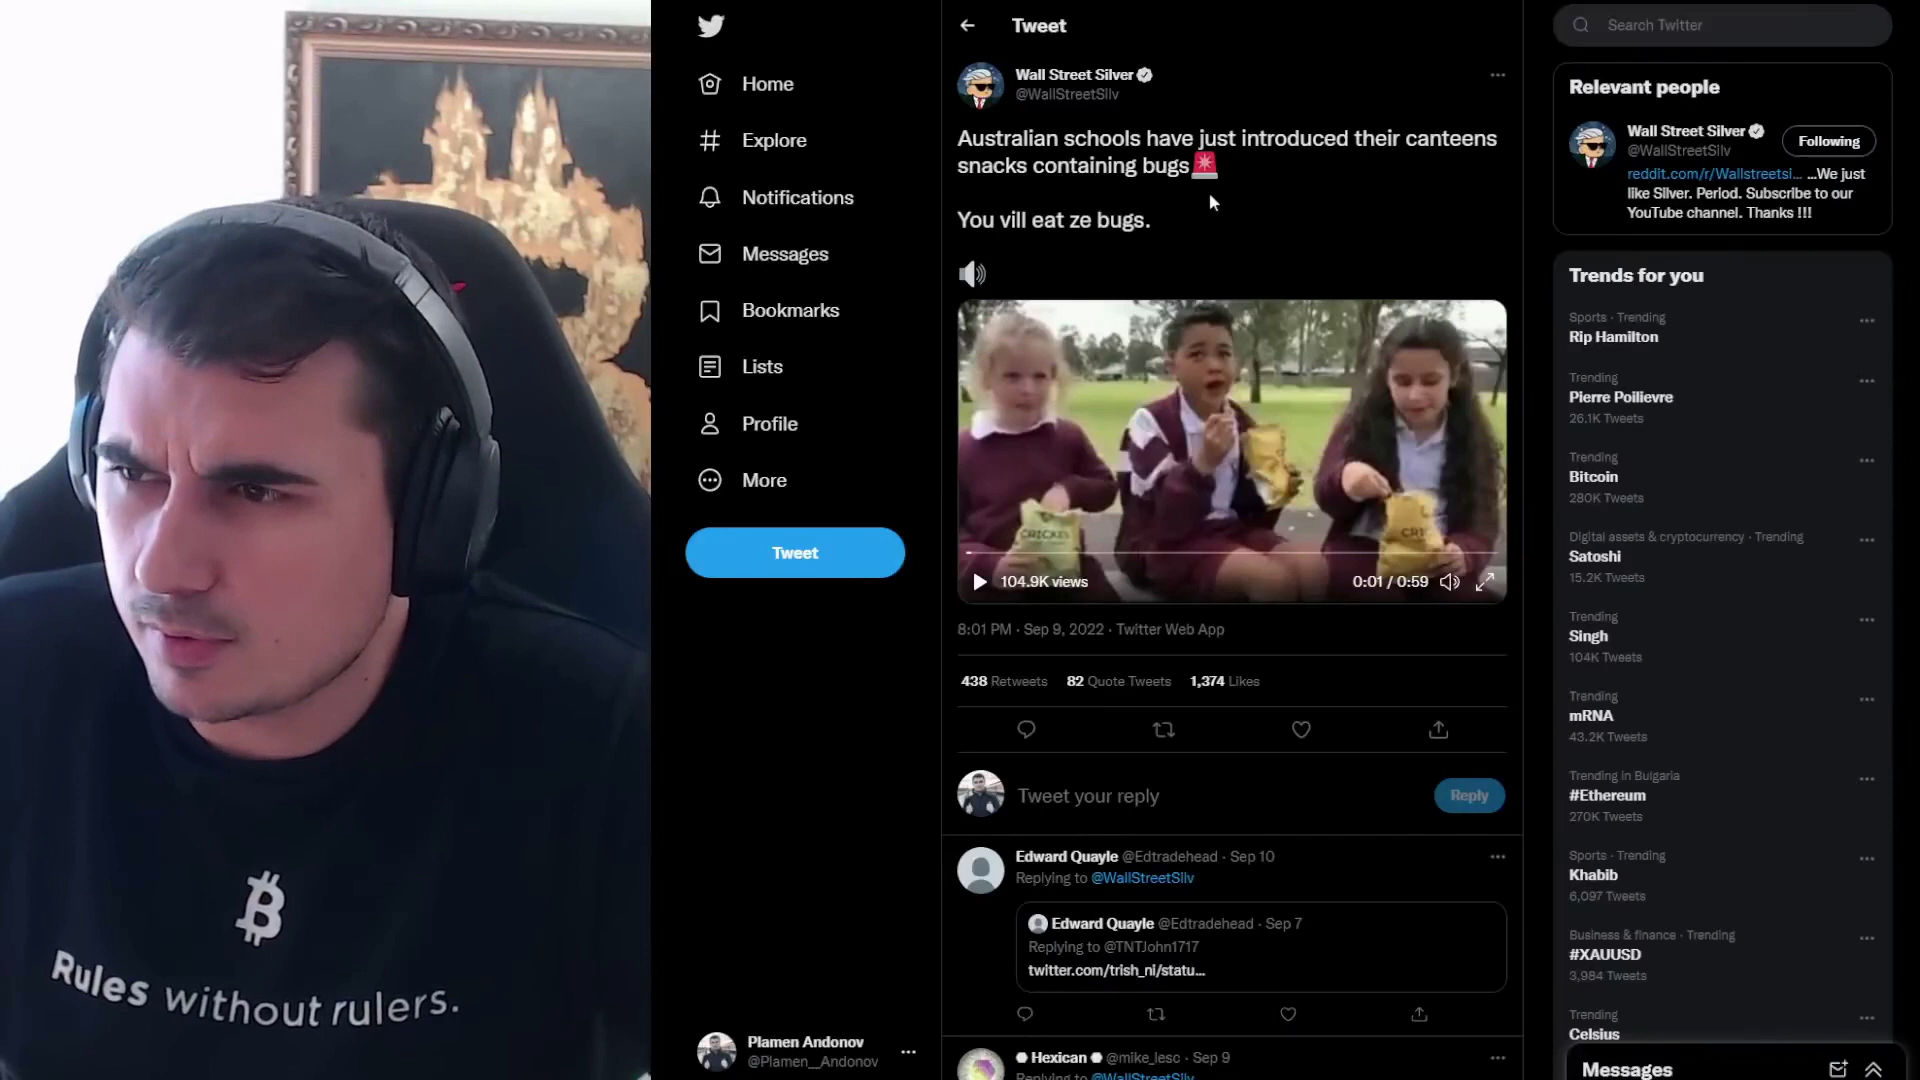 Tweet
Search Twitter
Wall Street Silver
@WallStreetSilv
Australian schools have just introduced their canteens
snacks containing bugs🚨
You vill eat ze bugs.
🔊
CRICKET
CRI
104.9K views
0:01 / 0:59
8:01 PM · Sep 9, 2022 · Twitter Web App
438 Retweets 82 Quote Tweets 1,374 Likes
Tweet your reply
Reply
Edward Quayle @Edtradehead · Sep 10
Replying to @WallStreetSilv
Edward Quayle @Edtradehead · Sep 7
Replying to @TNTJohn1717
twitter.com/trish_nl/statu...
Hexican @mike_lesc · Sep 9
Replying to @WallStreetSilv
Home
Explore
Notifications
Messages
Bookmarks
Lists
Profile
More
Tweet
Plamen Andonov
@Plamen__Andonov
Relevant people
Wall Street Silver
@WallStreetSilv
Following
reddit.com/r/Wallstreetsi... ...We just
like Silver. Period. Subscribe to our
YouTube channel. Thanks !!!
Trends for you
Sports · Trending
Rip Hamilton
Trending
Pierre Poilievre
26.1K Tweets
Trending
Bitcoin
280K Tweets
Digital assets & cryptocurrency · Trending
Satoshi
15.2K Tweets
Trending
Singh
104K Tweets
Trending
mRNA
43.2K Tweets
Trending in Bulgaria
#Ethereum
270K Tweets
Sports · Trending
Khabib
6,097 Tweets
Business & finance · Trending
#XAUUSD
3,984 Tweets
Trending
Celsius
Messages
₿
Rules without rulers.